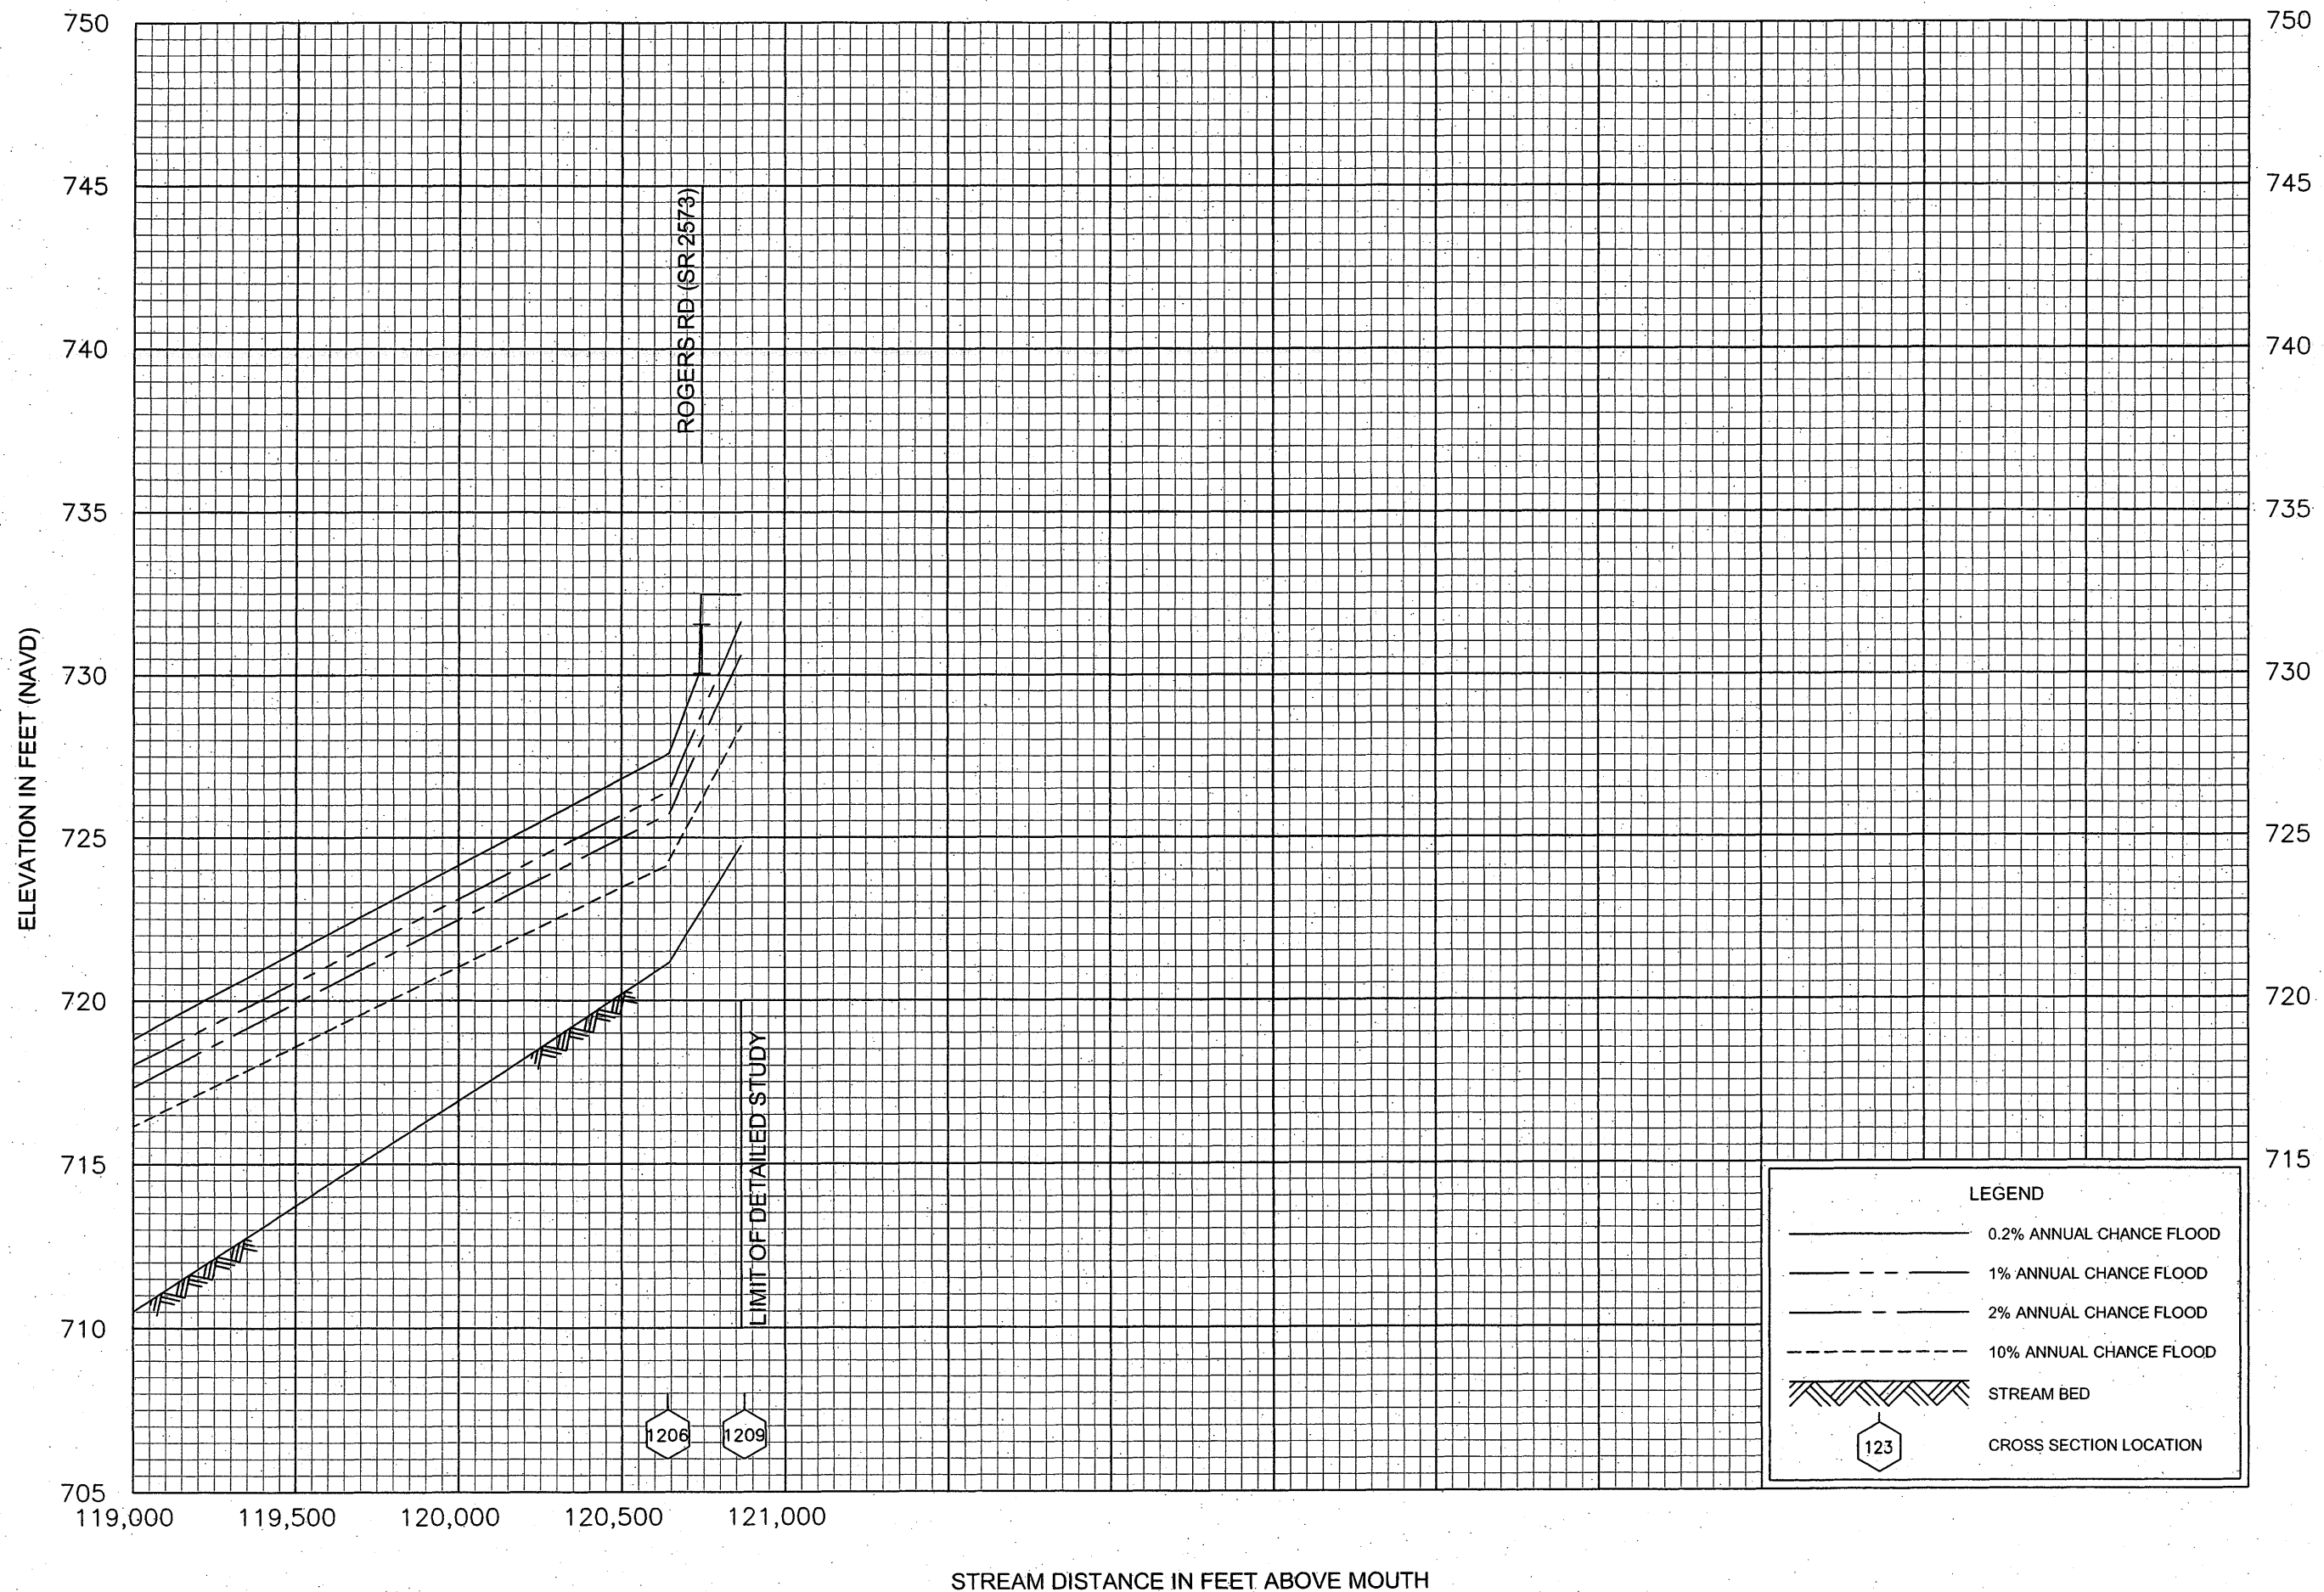 750
745
740
735
730
725
720
715
710
705
ELEVATION IN FEET (NAVD)
ROGERS RD (SR 2573)
LIMIT OF DETAILED STUDY
1206
1209
750
745
740
735
730
725
720
715
LEGEND
0.2% ANNUAL CHANCE FLOOD
1% ANNUAL CHANCE FLOOD
2% ANNUAL CHANCE FLOOD
10% ANNUAL CHANCE FLOOD
STREAM BED
123
CROSS SECTION LOCATION
119,000
119,500
120,000
120,500
121,000
STREAM DISTANCE IN FEET ABOVE MOUTH